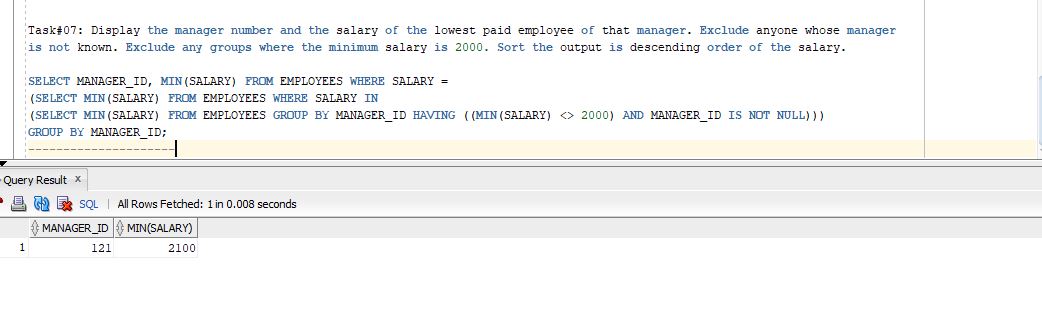 Task#07: Display the manager number and the salary of the lowest paid employee of that manager. Exclude anyone whose manager
is not known. Exclude any groups where the minimum salary is 2000. Sort the output is descending order of the salary.
SELECT MANAGER_ID, MIN(SALARY) FROM EMPLOYEES WHERE SALARY =
(SELECT MIN(SALARY) FROM EMPLOYEES WHERE SALARY IN
(SELECT MIN(SALARY) FROM EMPLOYEES GROUP BY MANAGER_ID HAVING ((MIN(SALARY) <> 2000) AND MANAGER_ID IS NOT NULL)))
GROUP BY MANAGER_ID;
---------------------
Query Result x
SQL | All Rows Fetched: 1 in 0.008 seconds
MANAGER_ID MIN(SALARY)
1 121 2100